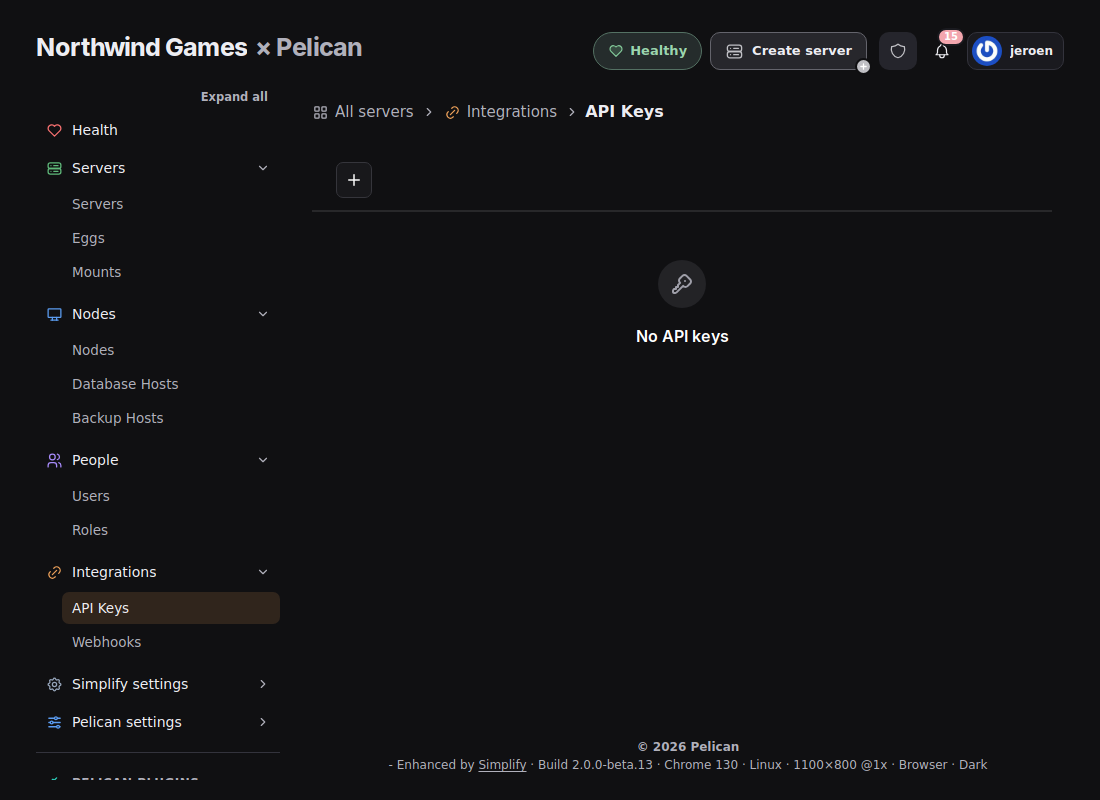 Northwind Games × Pelican
Healthy
Create server
15
jeroen
Expand all
All servers
Integrations
API Keys
Health
Servers
Servers
Eggs
Mounts
Nodes
Nodes
Database Hosts
Backup Hosts
People
Users
Roles
Integrations
API Keys
Webhooks
Simplify settings
Pelican settings
No API keys
© 2026 Pelican
- Enhanced by Simplify · Build 2.0.0-beta.13 · Chrome 130 · Linux · 1100×800 @1x · Browser · Dark